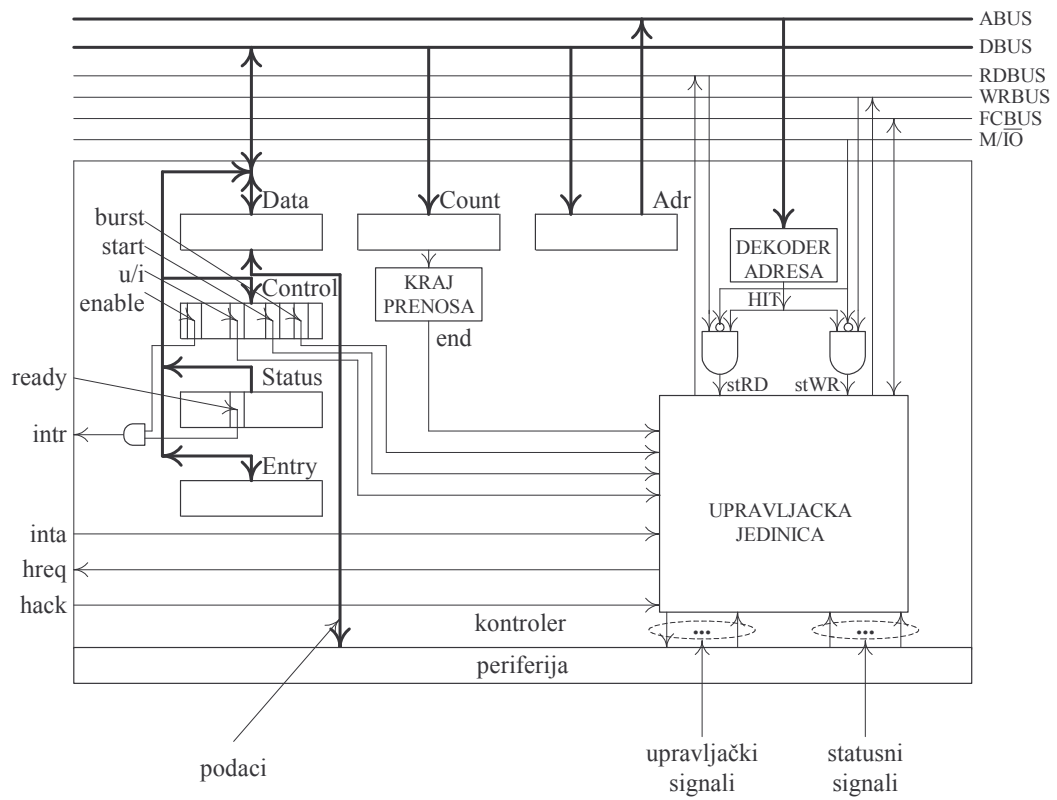 ABUS
DBUS
RDBUS
WRBUS
FCBUS
M/I̅O̅
Data
Count
Adr
burst
start
u/i
enable
Control
KRAJ
PRENOSA
end
DEKODER
ADRESA
HIT
stRD
stWR
ready
Status
intr
Entry
UPRAVLJACKA
JEDINICA
inta
hreq
hack
kontroler
...
...
periferija
podaci
upravljački
signali
statusni
signali